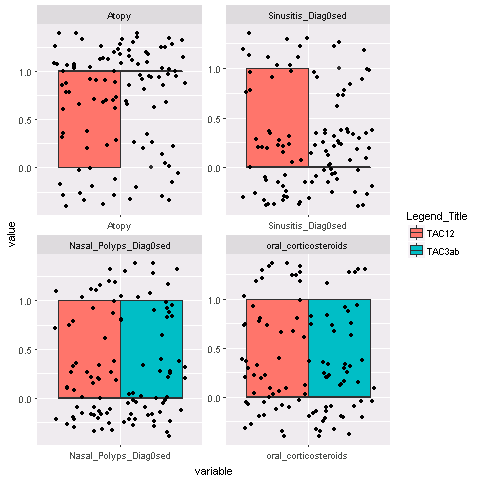 Atopy
Sinusitis_Diag0sed
1.0
0.5
0.0
Atopy
Sinusitis_Diag0sed
Nasal_Polyps_Diag0sed
oral_corticosteroids
1.0
0.5
0.0
Nasal_Polyps_Diag0sed
oral_corticosteroids
value
variable
Legend_Title
TAC12
TAC3ab
1.0
0.5
0.0
1.0
0.5
0.0